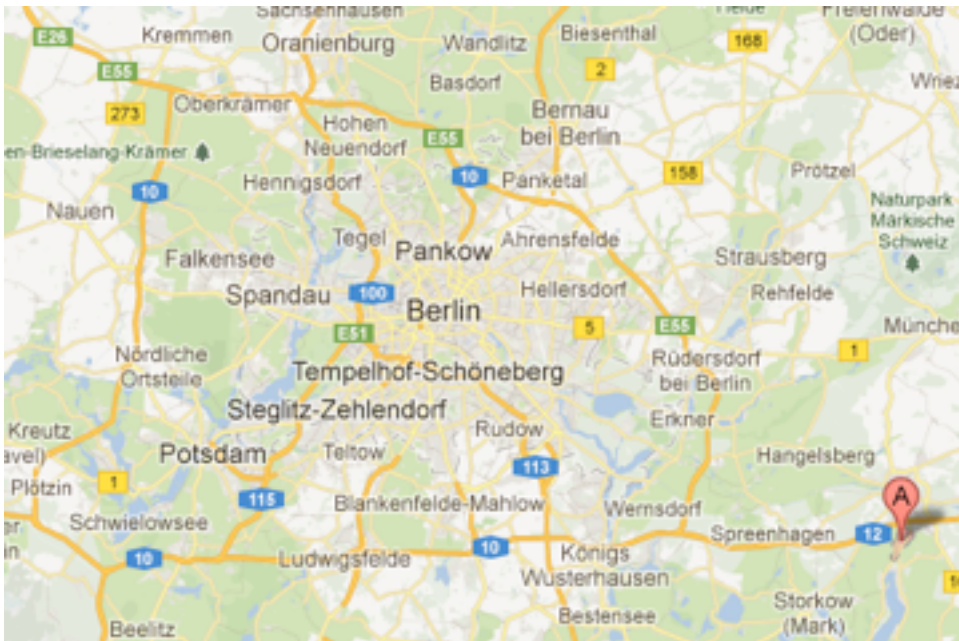 Sachsenhausen
E26
Kremmen
Oranienburg
Wandlitz
Biesenthal
168
Freienwalde
(Oder)
E55
2
Basdorf
Wriez
273
Oberkrämer
Hohen
Neuendorf
E55
Bernau
bei Berlin
en-Brieselang-Krämer
10
Hennigsdorf
10
Panketal
158
Prötzel
Nauen
Naturpark
Märkische
Schweiz
Tegel
Pankow
Ahrensfelde
Falkensee
Strausberg
Spandau
100
Berlin
Hellersdorf
Rehfelde
E51
5
E55
Münche
Nördliche
Ortsteile
Tempelhof-Schöneberg
Rüdersdorf
bei Berlin
1
Steglitz-Zehlendorf
Kreutz
avel)
Potsdam
Teltow
Rudow
Erkner
Hangelsberg
Plötzin
1
115
113
A
Blankenfelde-Mahlow
Wernsdorf
Schwielowsee
Spreenhagen
12
10
Ludwigsfelde
10
Königs
Wusterhausen
Storkow
(Mark)
Beelitz
Bestensee